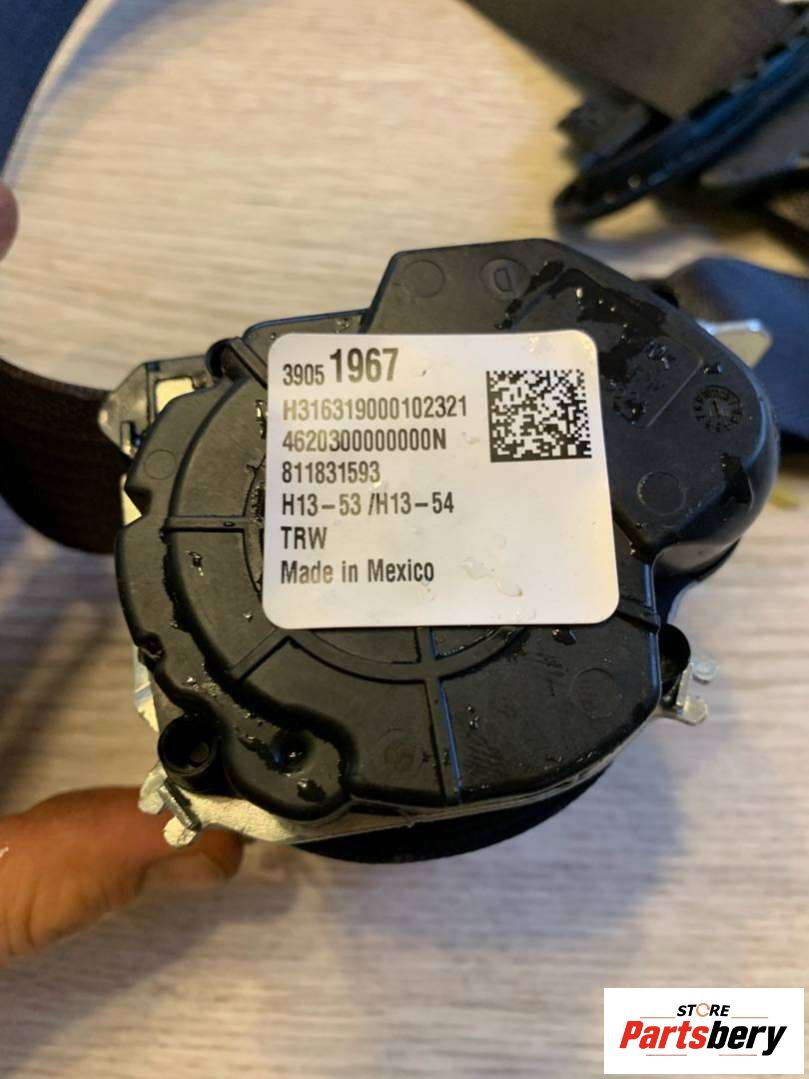 3905 1967
H316319000102321
4620300000000N
811831593
H13-53 /H13-54
TRW
Made in Mexico
STORE
Partsbery